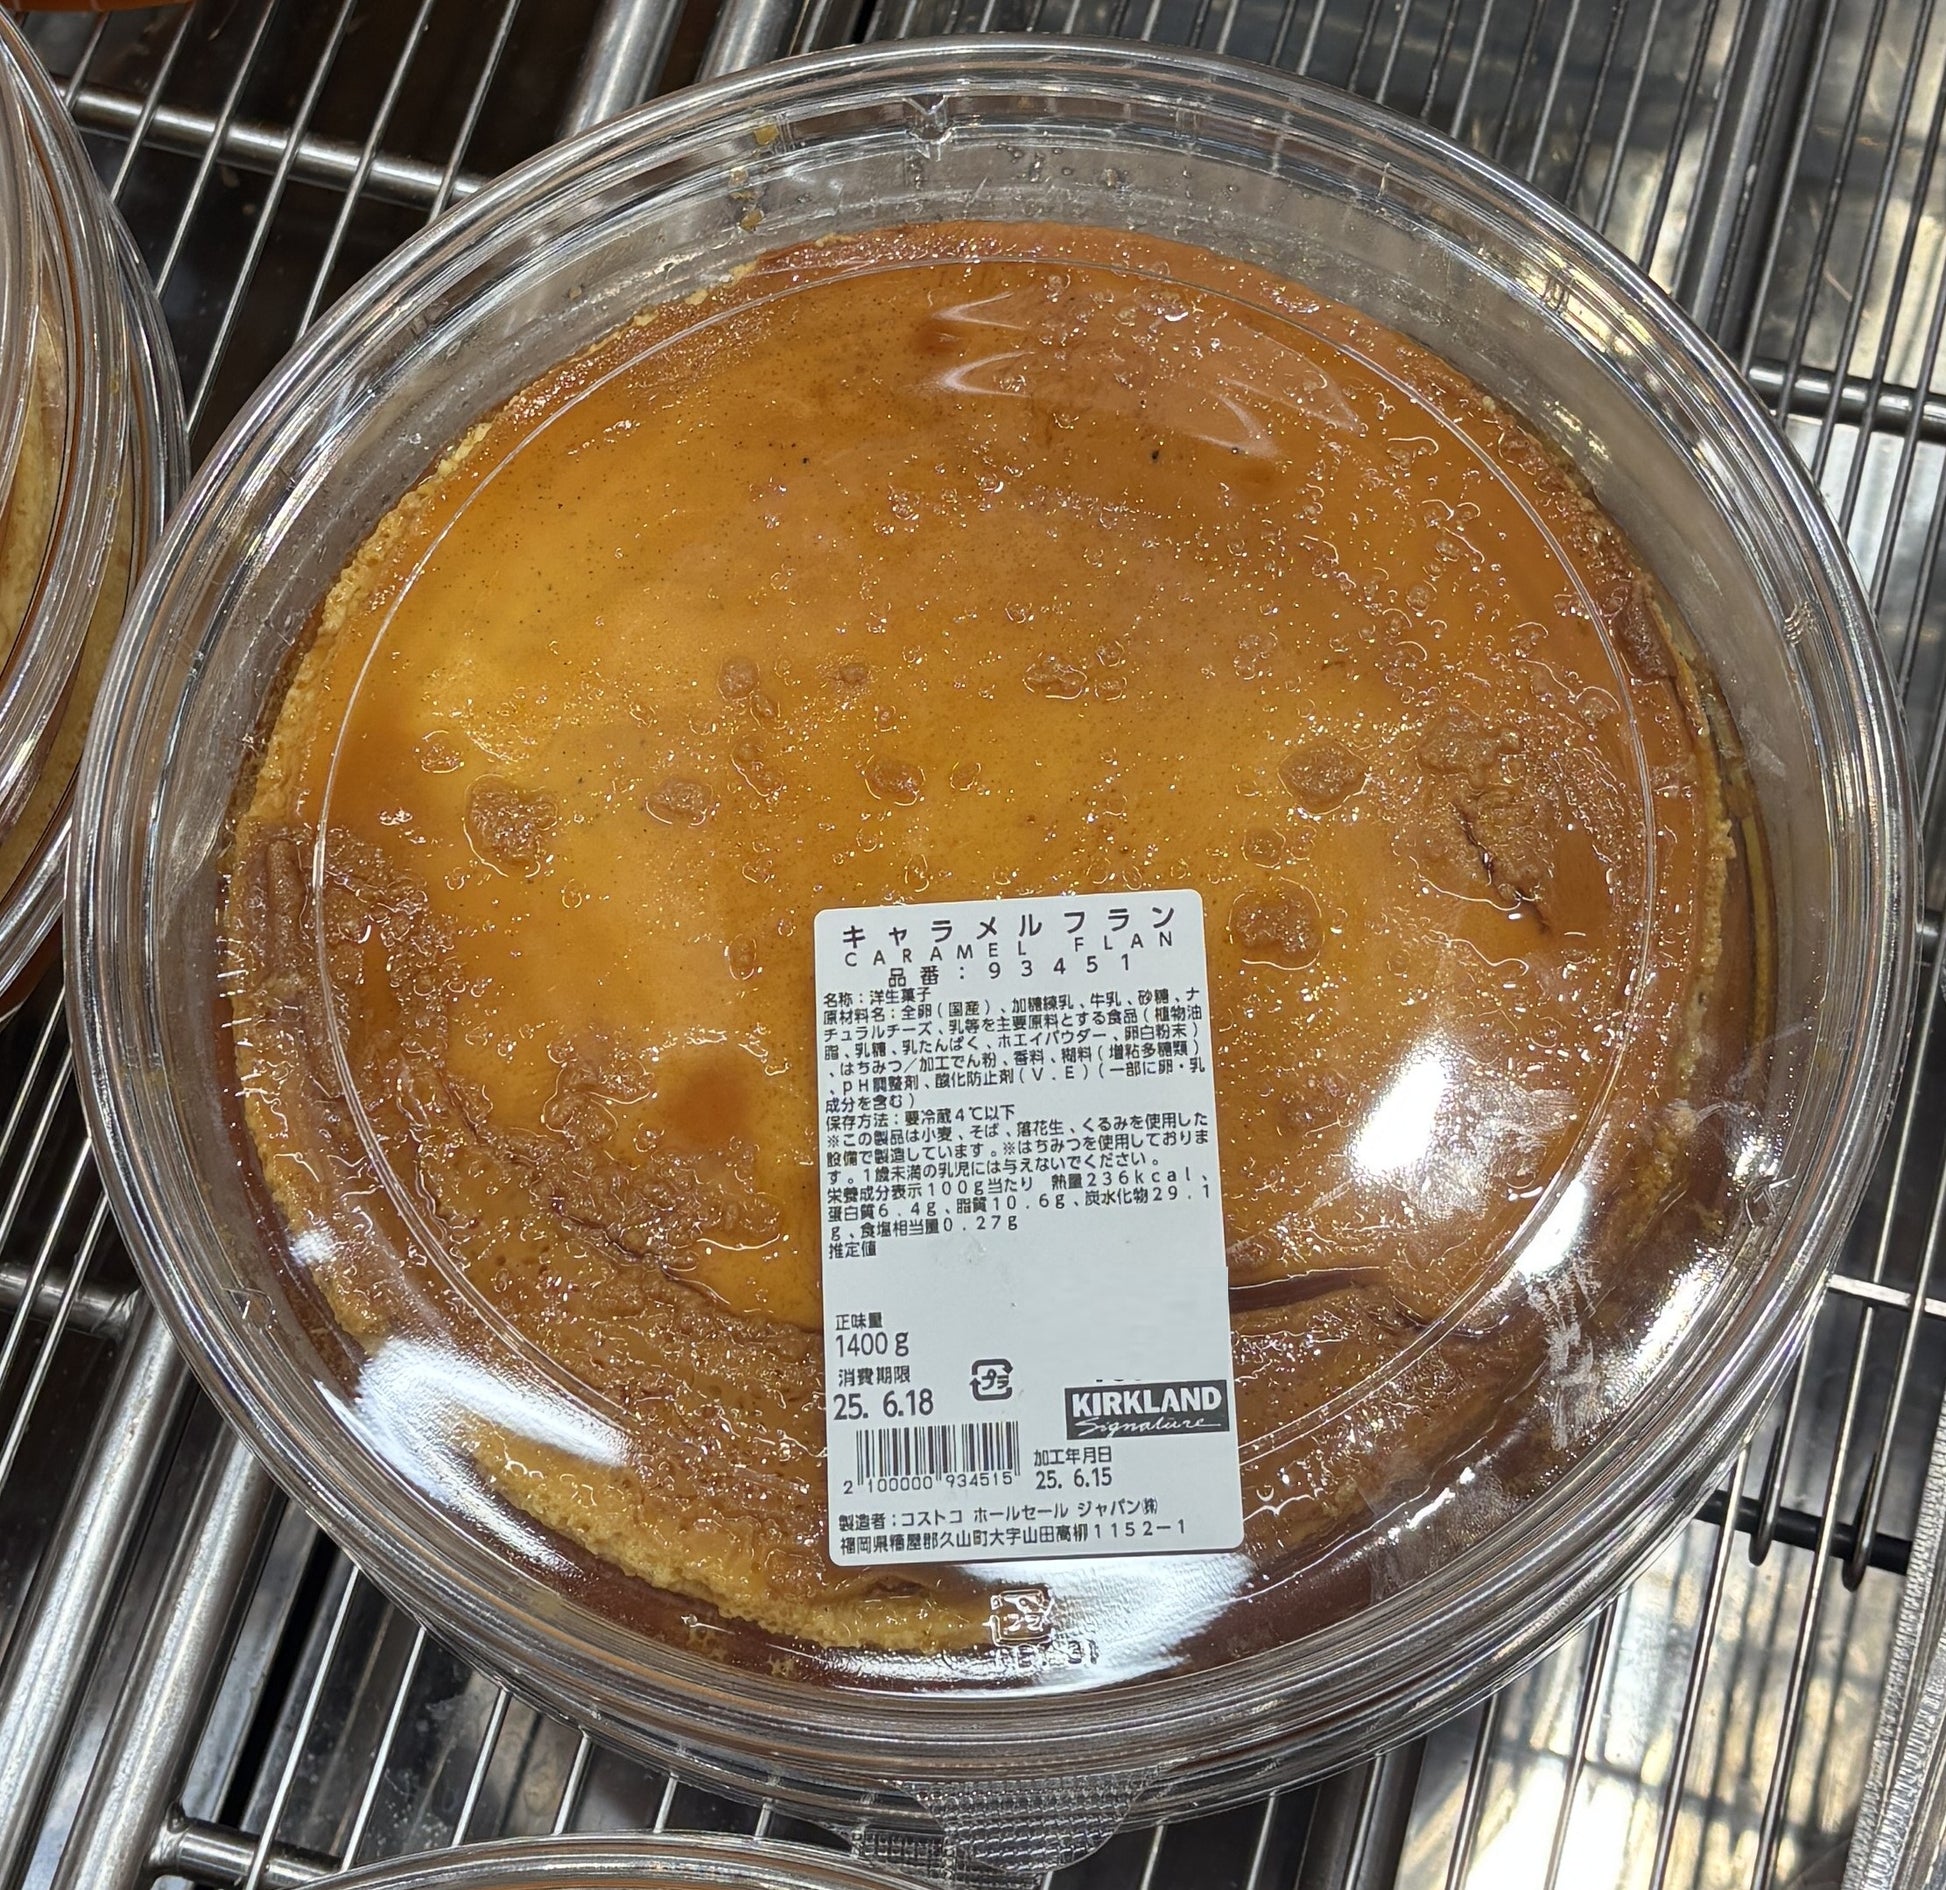 キャラメルフラン
CARAMEL FLAN
品番：93451
名称：洋生菓子
原材料名：全卵（国産）、加糖練乳、牛乳、砂糖、ナ
チュラルチーズ、乳等を主要原料とする食品（植物油
脂、乳糖、乳たんぱく、ホエイパウダー、卵白粉末）
、はちみつ／加工でん粉、香料、糊料（増粘多糖類）
、pH調整剤、酸化防止剤（V．E）（一部に卵・乳
成分を含む）
保存方法：要冷蔵4℃以下
※この製品は小麦、そば、落花生、くるみを使用した
設備で製造しています。※はちみつを使用しておりま
す。1歳未満の乳児には与えないでください。
栄養成分表示100g当たり 熱量236kcal、
蛋白質6.4g、脂質10.6g、炭水化物29.1
g、食塩相当量0.27g
推定値
正味量
1400g
消費期限
25. 6.18
プラ
KIRKLAND
Signature
2 100000 934515
加工年月日
25. 6.15
製造者：コストコ ホールセール ジャパン㈱
福岡県糟屋郡久山町大字山田高柳1152-1